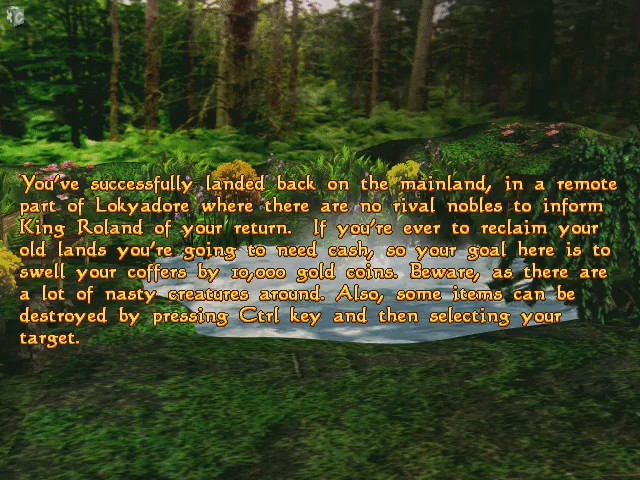 You've successfully landed back on the mainland, in a remote
part of Lokyadore where there are no rival nobles to inform
King Roland of your return.  If you're ever to reclaim your
old lands you're going to need cash, so your goal here is to
swell your coffers by 10,000 gold coins. Beware, as there are
a lot of nasty creatures around. Also, some items can be
destroyed by pressing Ctrl key and then selecting your
target.